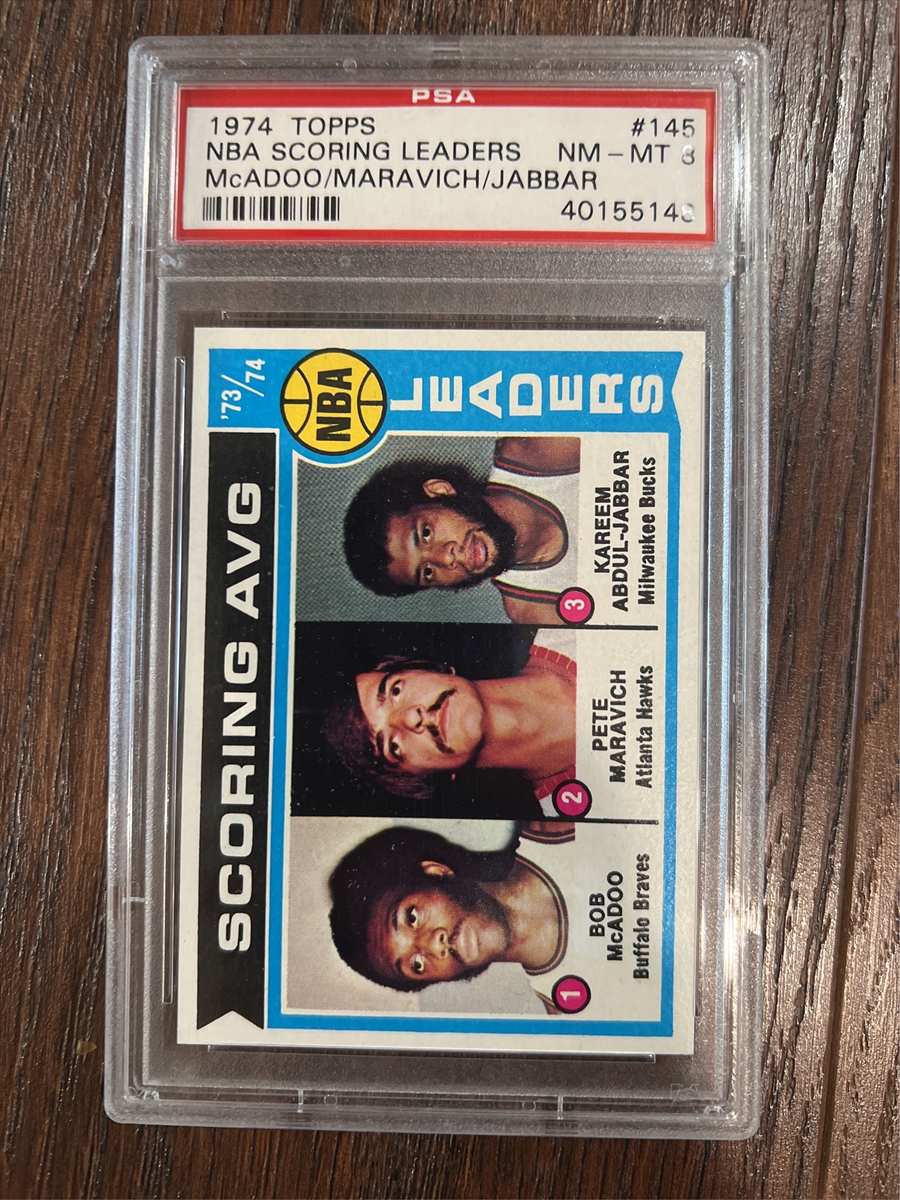 PSA
1974 TOPPS #145
NBA SCORING LEADERS NM-MT 8
McADOO/MARAVICH/JABBAR
SCORING AVG '73/74
NBA
LEADERS
1
BOB
McADOO
Buffalo Braves
2
PETE
MARAVICH
Atlanta Hawks
3
KAREEM
ABDUL-JABBAR
Milwaukee Bucks